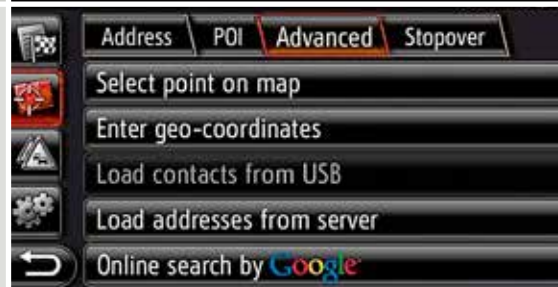 Address POI Advanced Stopover
Select point on map
Enter geo-coordinates
Load contacts from USB
Load addresses from server
Online search by Google